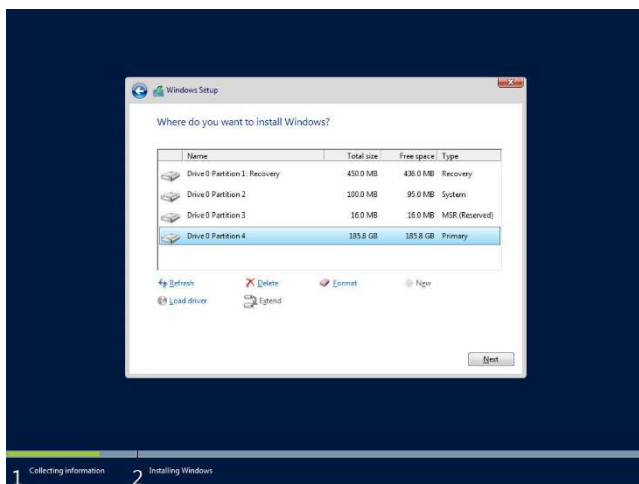 Windows Setup
Where do you want to install Windows?
Name Total size Free space Type
Drive 0 Partition 1: Recovery 450.0 MB 436.0 MB Recovery
Drive 0 Partition 2 100.0 MB 95.0 MB System
Drive 0 Partition 3 16.0 MB 16.0 MB MSR (Reserved)
Drive 0 Partition 4 185.8 GB 185.8 GB Primary
Refresh Delete Format New
Load driver Extend
Next
1 Collecting information 2 Installing Windows